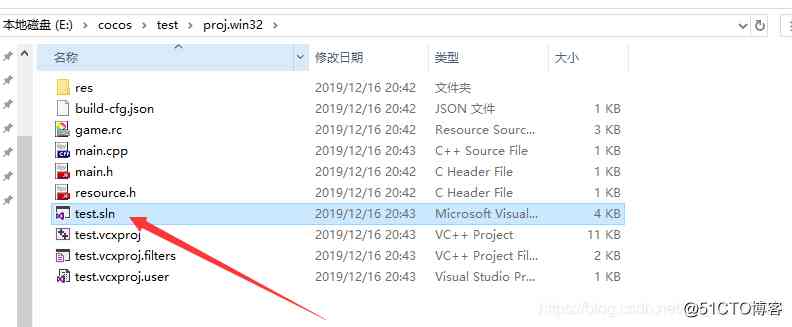 本地磁盘 (E:) › cocos › test › proj.win32 ›
名称 修改日期 类型 大小
res 2019/12/16 20:42 文件夹
build-cfg.json 2019/12/16 20:42 JSON 文件 1 KB
game.rc 2019/12/16 20:42 Resource Sourc... 3 KB
main.cpp 2019/12/16 20:43 C++ Source File 1 KB
main.h 2019/12/16 20:42 C Header File 1 KB
resource.h 2019/12/16 20:43 C Header File 1 KB
test.sln 2019/12/16 20:43 Microsoft Visual... 4 KB
test.vcxproj 2019/12/16 20:43 VC++ Project 11 KB
test.vcxproj.filters 2019/12/16 20:43 VC++ Project Fil... 2 KB
test.vcxproj.user 2019/12/16 20:43 Visual Studio Pr... 1 KB
https://blog.csdn.ne
@51CTO博客